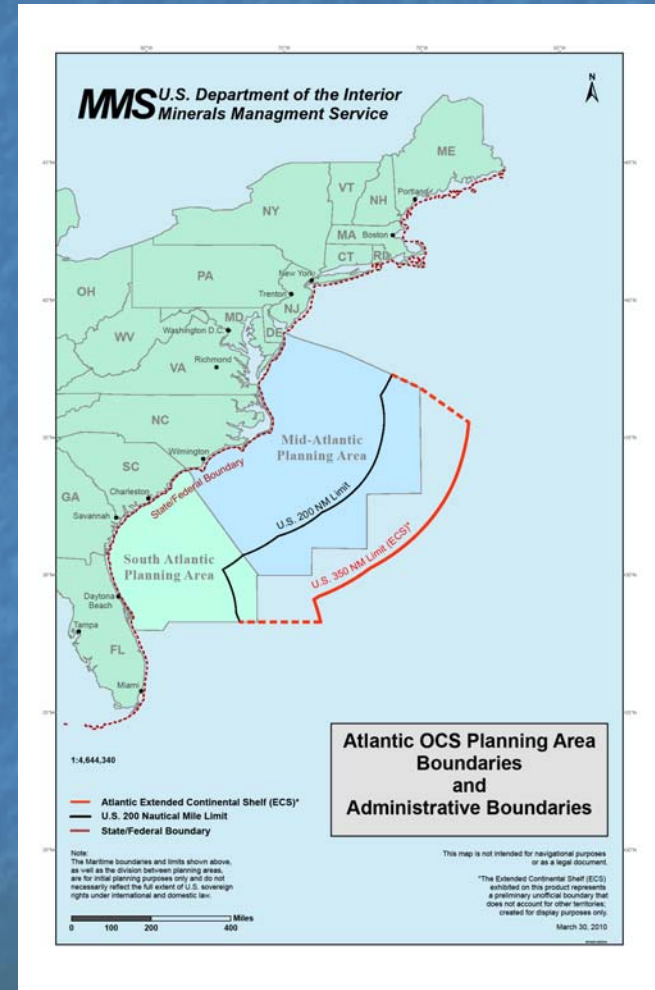 N
MMS U.S. Department of the Interior
Minerals Managment Service
ME
VT
NH
Portland
NY
MA
Boston
CT
RI
PA
New York
Trenton
NJ
OH
MD
DE
Washington D.C.
WV
Richmond
VA
NC
Mid-Atlantic
Planning Area
Wilmington
SC
State/Federal Boundary
Charleston
GA
Savannah
U.S. 200 NM Limit
U.S. 350 NM Limit (ECS)*
South Atlantic
Planning Area
Daytona
Beach
Tampa
FL
Miami
Atlantic OCS Planning Area
Boundaries
and
Administrative Boundaries
1:4,644,340
Atlantic Extended Continental Shelf (ECS)*
U.S. 200 Nautical Mile Limit
State/Federal Boundary
Note:
The Maritime boundaries and limits shown above,
as well as the division between planning areas,
are for initial planning purposes only and do not
necessarily reflect the full extent of U.S. sovereign
rights under international and domestic law.
Miles
0 100 200 400
This map is not intended for navigational purposes
or as a legal document.
*The Extended Continental Shelf (ECS)
exhibited on this product represents
a preliminary unofficial boundary that
does not account for other territories;
created for display purposes only.
March 30, 2010